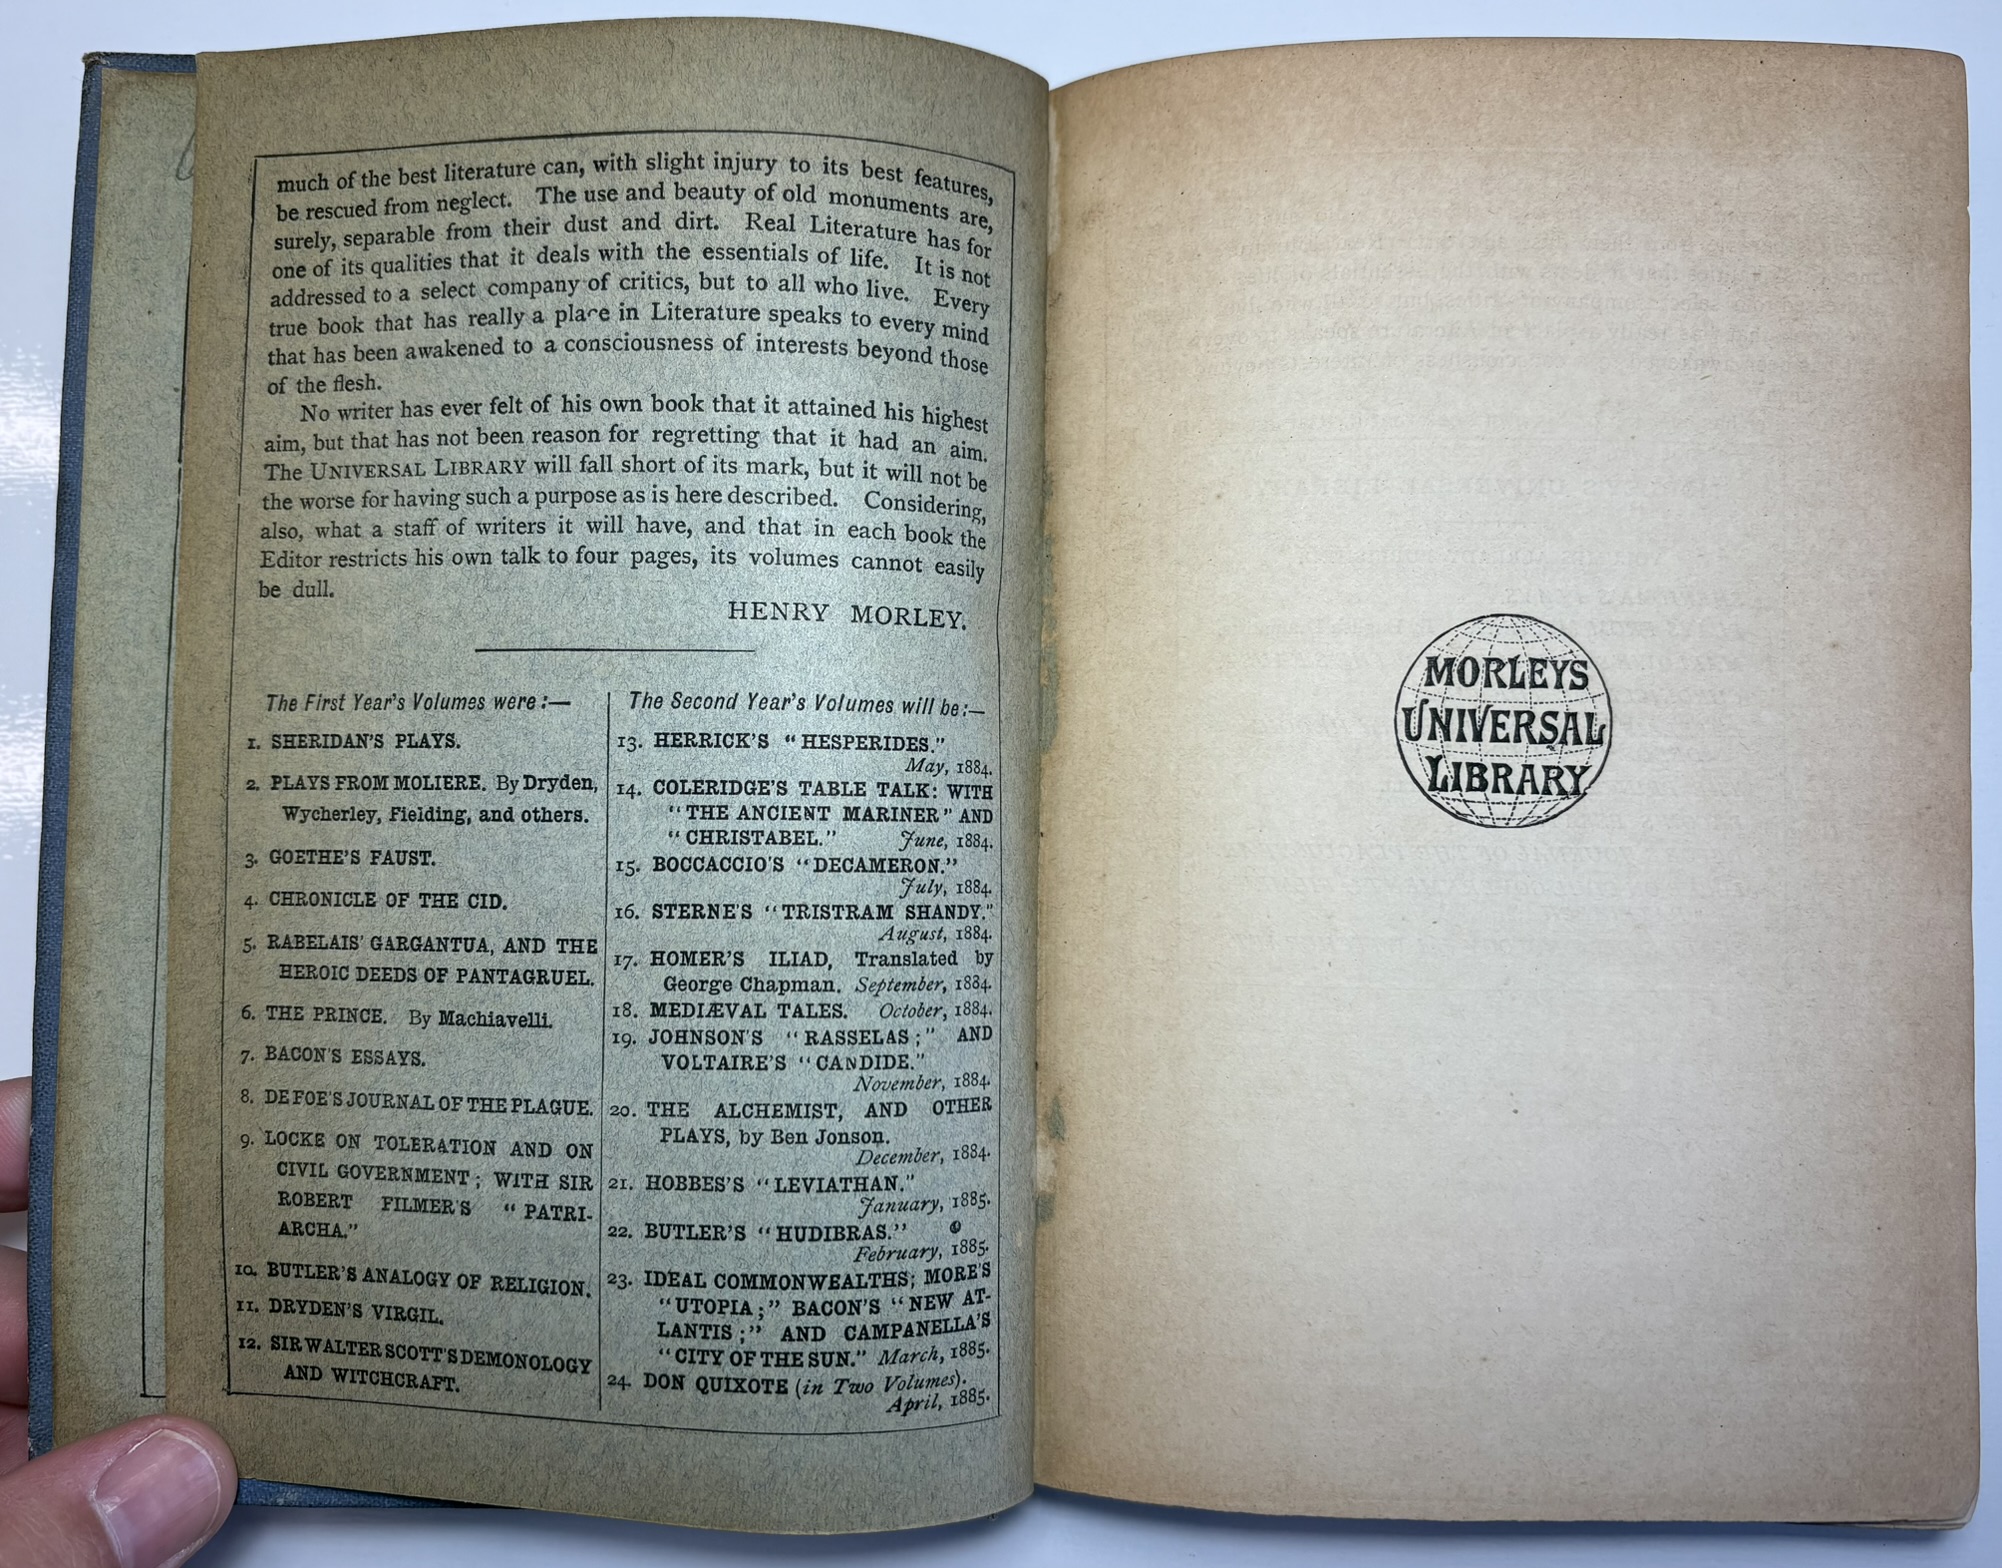 much of the best literature can, with slight injury to its best features,
be rescued from neglect. The use and beauty of old monuments are,
surely, separable from their dust and dirt. Real Literature has for
one of its qualities that it deals with the essentials of life. It is not
addressed to a select company of critics, but to all who live. Every
true book that has really a place in Literature speaks to every mind
that has been awakened to a consciousness of interests beyond those
of the flesh.
No writer has ever felt of his own book that it attained his highest
aim, but that has not been reason for regretting that it had an aim.
The UNIVERSAL LIBRARY will fall short of its mark, but it will not be
the worse for having such a purpose as is here described. Considering,
also, what a staff of writers it will have, and that in each book the
Editor restricts his own talk to four pages, its volumes cannot easily
be dull.
HENRY MORLEY.
The First Year's Volumes were:—
1. SHERIDAN'S PLAYS.
2. PLAYS FROM MOLIERE. By Dryden,
Wycherley, Fielding, and others.
3. GOETHE'S FAUST.
4. CHRONICLE OF THE CID.
5. RABELAIS' GARGANTUA, AND THE
HEROIC DEEDS OF PANTAGRUEL.
6. THE PRINCE. By Machiavelli.
7. BACON'S ESSAYS.
8. DE FOE'S JOURNAL OF THE PLAGUE.
9. LOCKE ON TOLERATION AND ON
CIVIL GOVERNMENT; WITH SIR
ROBERT FILMER'S "PATRI-
ARCHA."
10. BUTLER'S ANALOGY OF RELIGION.
11. DRYDEN'S VIRGIL.
12. SIR WALTER SCOTT'S DEMONOLOGY
AND WITCHCRAFT.
The Second Year's Volumes will be:—
13. HERRICK'S "HESPERIDES."
May, 1884.
14. COLERIDGE'S TABLE TALK: WITH
"THE ANCIENT MARINER" AND
"CHRISTABEL." June, 1884.
15. BOCCACCIO'S "DECAMERON."
July, 1884.
16. STERNE'S "TRISTRAM SHANDY."
August, 1884.
17. HOMER'S ILIAD, Translated by
George Chapman. September, 1884.
18. MEDIÆVAL TALES. October, 1884.
19. JOHNSON'S "RASSELAS;" AND
VOLTAIRE'S "CANDIDE."
November, 1884.
20. THE ALCHEMIST, AND OTHER
PLAYS, by Ben Jonson.
December, 1884.
21. HOBBES'S "LEVIATHAN."
January, 1885.
22. BUTLER'S "HUDIBRAS."
February, 1885.
23. IDEAL COMMONWEALTHS; MORE'S
"UTOPIA;" BACON'S "NEW AT-
LANTIS;" AND CAMPANELLA'S
"CITY OF THE SUN." March, 1885.
24. DON QUIXOTE (in Two Volumes).
April, 1885.
MORLEYS
UNIVERSAL
LIBRARY